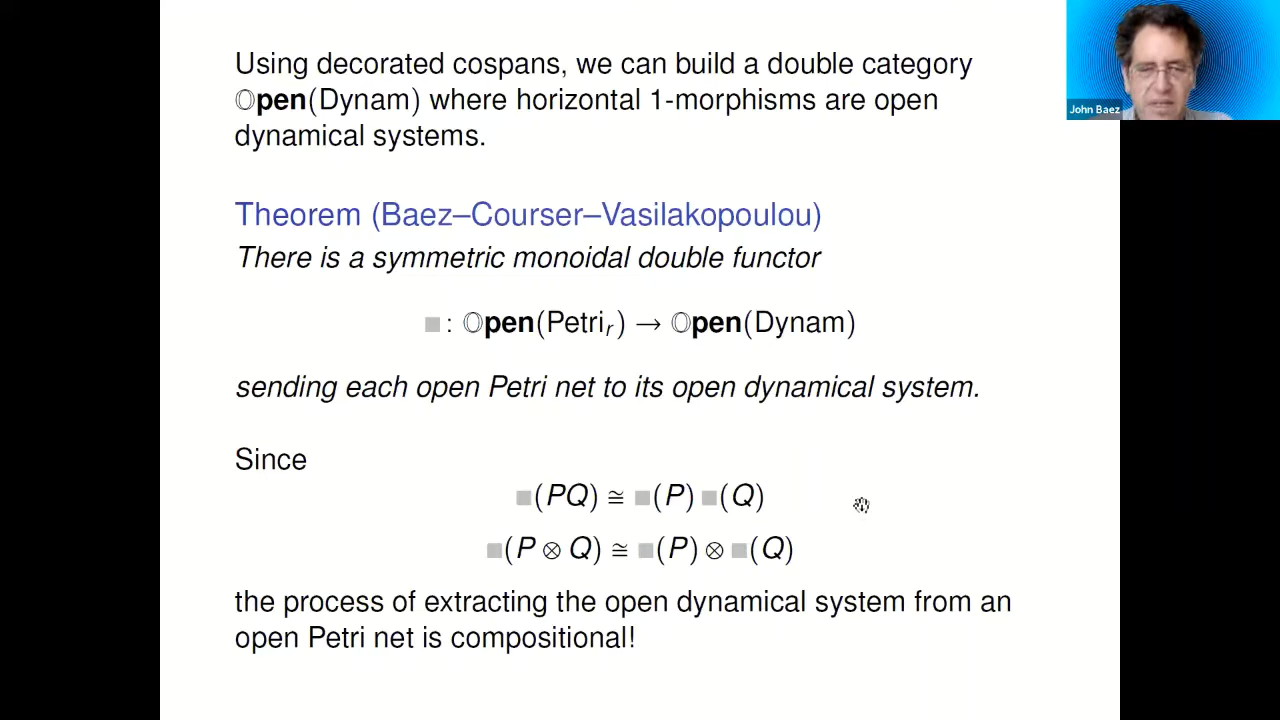 Using decorated cospans, we can build a double category
𝕆pen(Dynam) where horizontal 1-morphisms are open
dynamical systems.
John Baez
Theorem (Baez–Courser–Vasilakopoulou)
There is a symmetric monoidal double functor
■ : 𝕆pen(Petriᵣ) → 𝕆pen(Dynam)
sending each open Petri net to its open dynamical system.
Since
■(PQ) ≅ ■(P) ■(Q)
■(P ⊗ Q) ≅ ■(P) ⊗ ■(Q)
the process of extracting the open dynamical system from an
open Petri net is compositional!